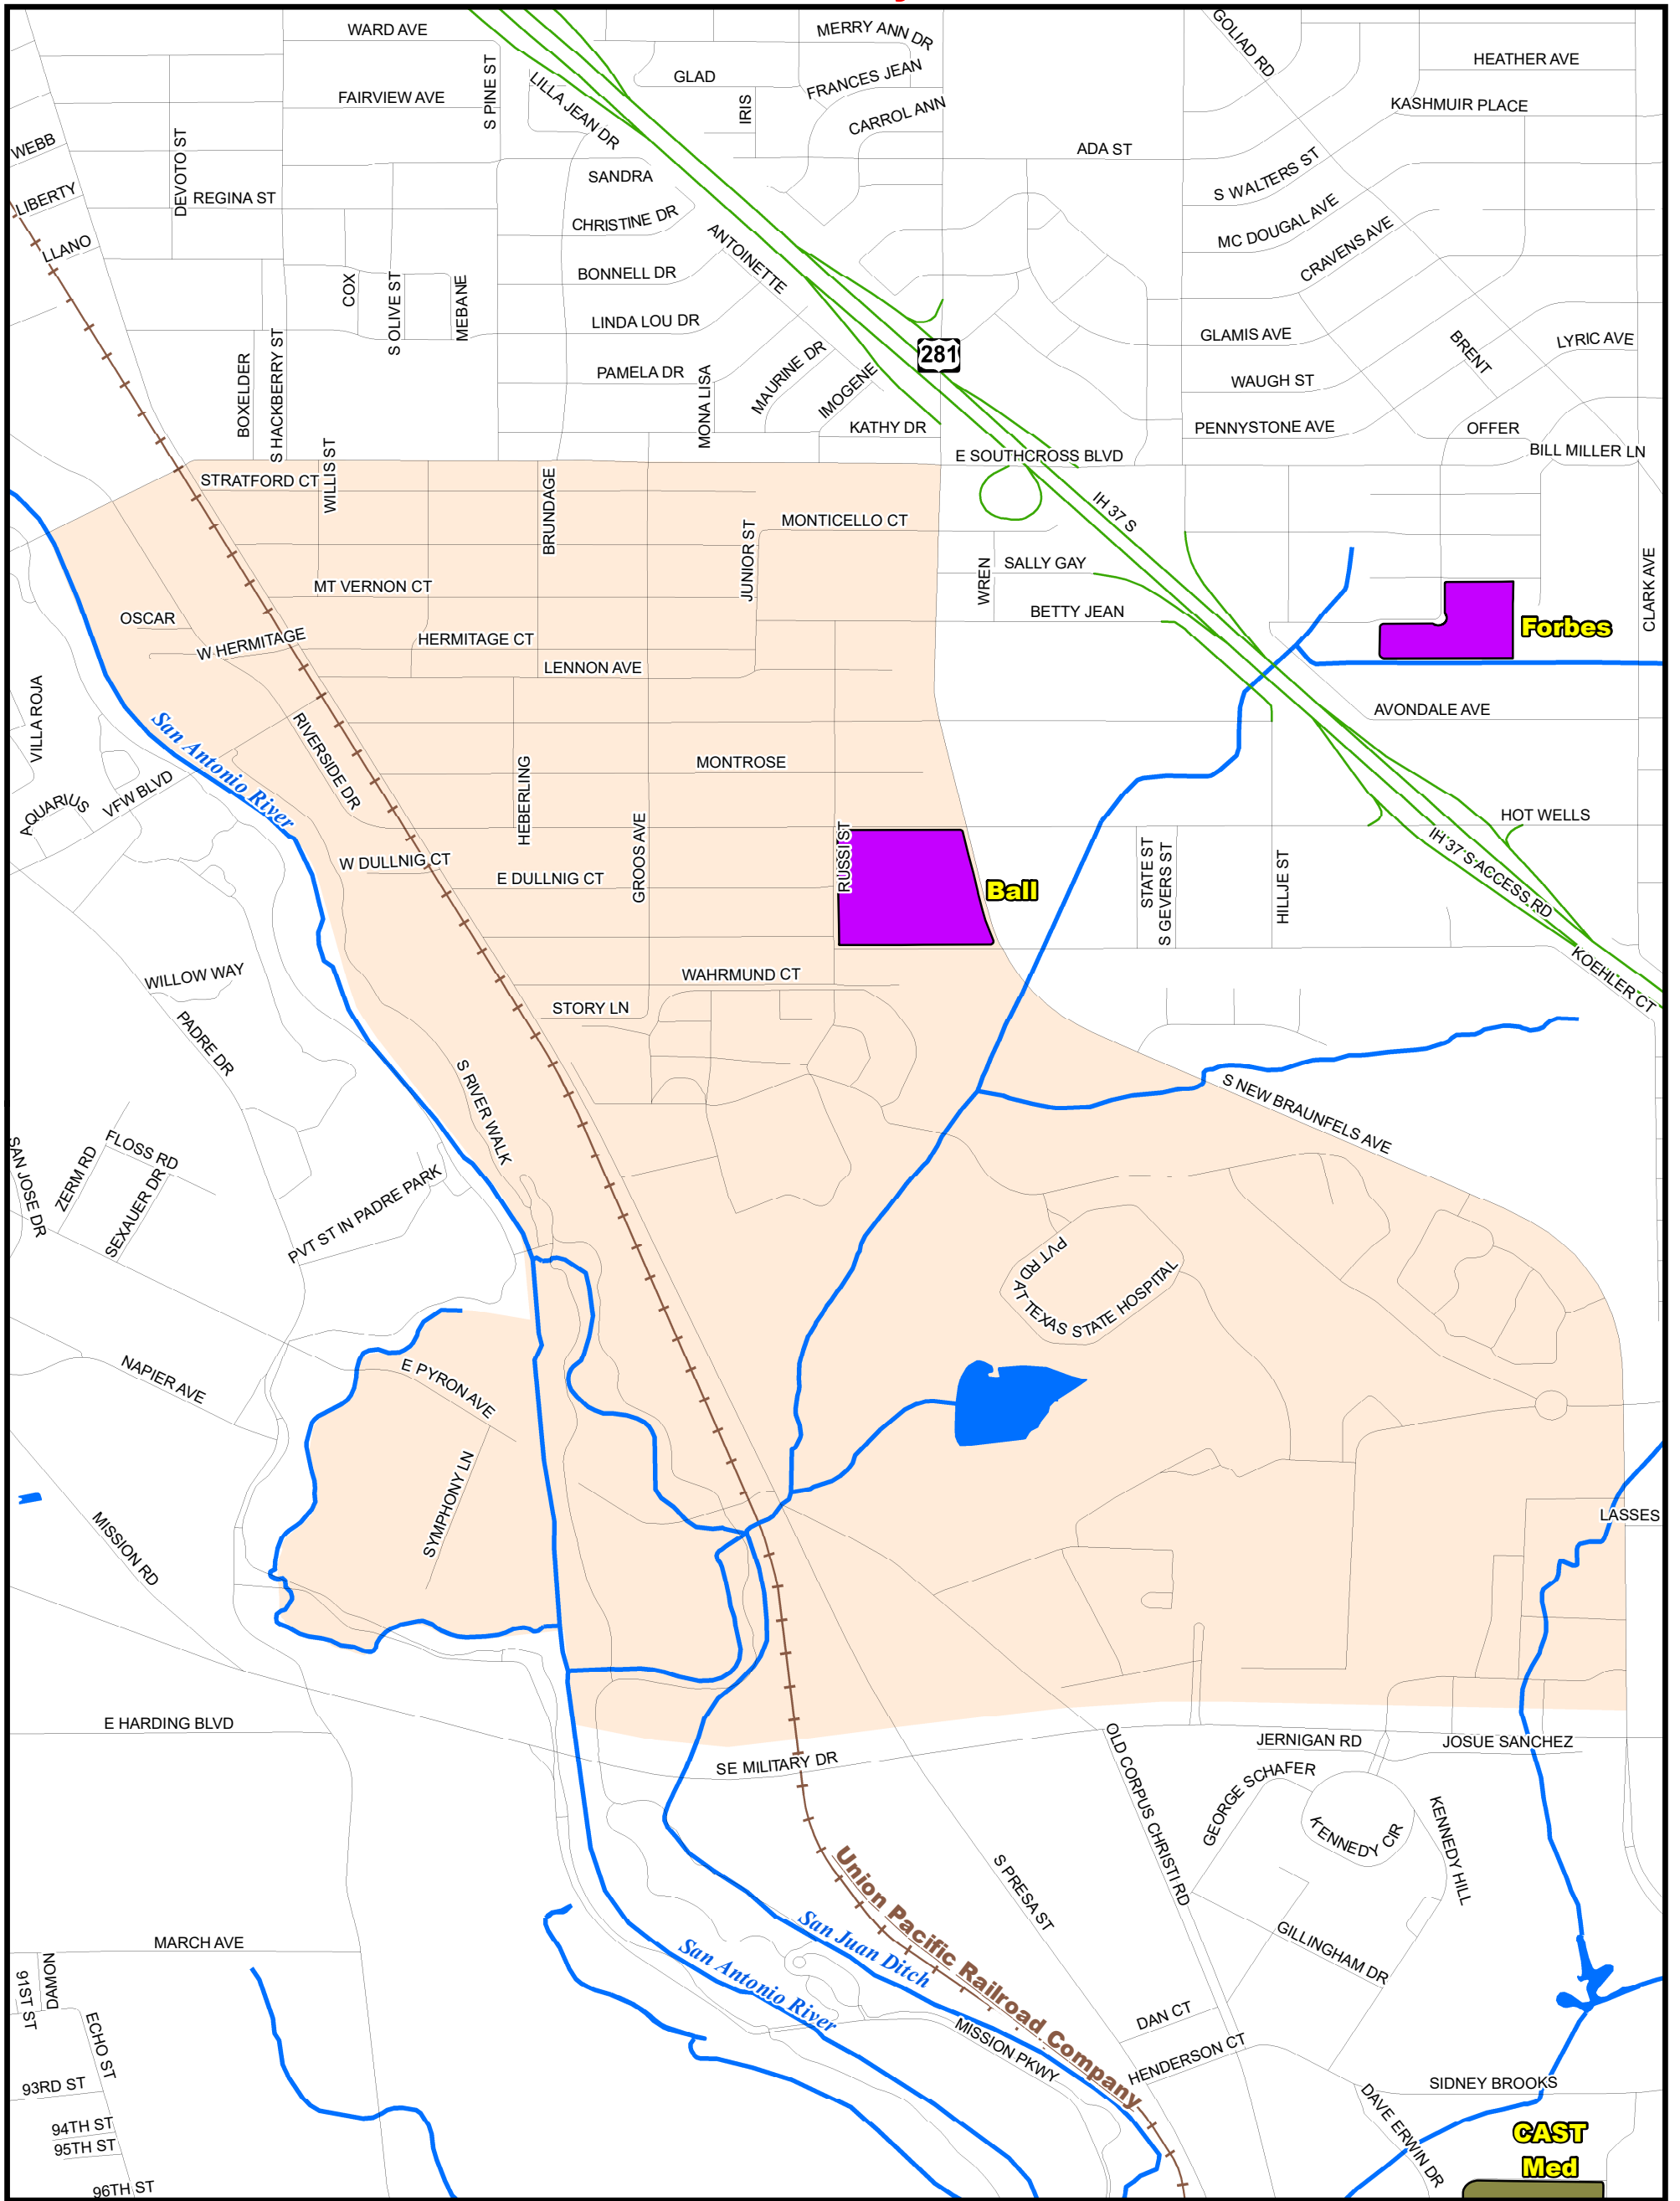 WARD AVE
MERRY ANN DR
GOLIAD RD
HEATHER AVE
S PINE ST
LILLA JEAN DR
GLAD
FRANCES JEAN
FAIRVIEW AVE
IRIS
CARROL ANN
KASHMUIR PLACE
WEBB
DEVOTO ST
ADA ST
SANDRA
S WALTERS ST
LIBERTY
REGINA ST
CHRISTINE DR
MC DOUGAL AVE
LLANO
ANTOINETTE
CRAVENS AVE
COX
S OLIVE ST
MEBANE
BONNELL DR
LINDA LOU DR
281
GLAMIS AVE
BRENT
LYRIC AVE
BOXELDER
S HACKBERRY ST
PAMELA DR
MONA LISA
MAURINE DR
IMOGENE
WAUGH ST
KATHY DR
PENNYSTONE AVE
OFFER
E SOUTHCROSS BLVD
BILL MILLER LN
STRATFORD CT
WILLIS ST
BRUNDAGE
IH 37 S
MONTICELLO CT
JUNIOR ST
SALLY GAY
WREN
CLARK AVE
MT VERNON CT
BETTY JEAN
OSCAR
Forbes
W HERMITAGE
HERMITAGE CT
LENNON AVE
VILLA ROJA
San Antonio River
RIVERSIDE DR
AVONDALE AVE
MONTROSE
HEBERLING
AQUARIUS
VFW BLVD
HOT WELLS
GROOS AVE
RUSSI ST
IH 37 S ACCESS RD
W DULLNIG CT
E DULLNIG CT
Ball
STATE ST
S GEVERS ST
HILLJE ST
WILLOW WAY
WAHRMUND CT
KOEHLER CT
STORY LN
PADRE DR
S RIVER WALK
S NEW BRAUNFELS AVE
SAN JOSE DR
ZERM RD
FLOSS RD
SEXAUER DR
PVT ST IN PADRE PARK
PVT RD AT TEXAS STATE HOSPITAL
NAPIER AVE
E PYRON AVE
SYMPHONY LN
MISSION RD
LASSES
E HARDING BLVD
SE MILITARY DR
OLD CORPUS CHRISTI RD
JERNIGAN RD
JOSUE SANCHEZ
GEORGE SCHAFER
KENNEDY CIR
KENNEDY HILL
Union Pacific Railroad Company
S PRESA ST
San Juan Ditch
San Antonio River
MARCH AVE
GILLINGHAM DR
91ST ST
DAMON
ECHO ST
DAN CT
MISSION PKWY
HENDERSON CT
93RD ST
SIDNEY BROOKS
DAVE ERWIN DR
94TH ST
95TH ST
CAST
Med
96TH ST